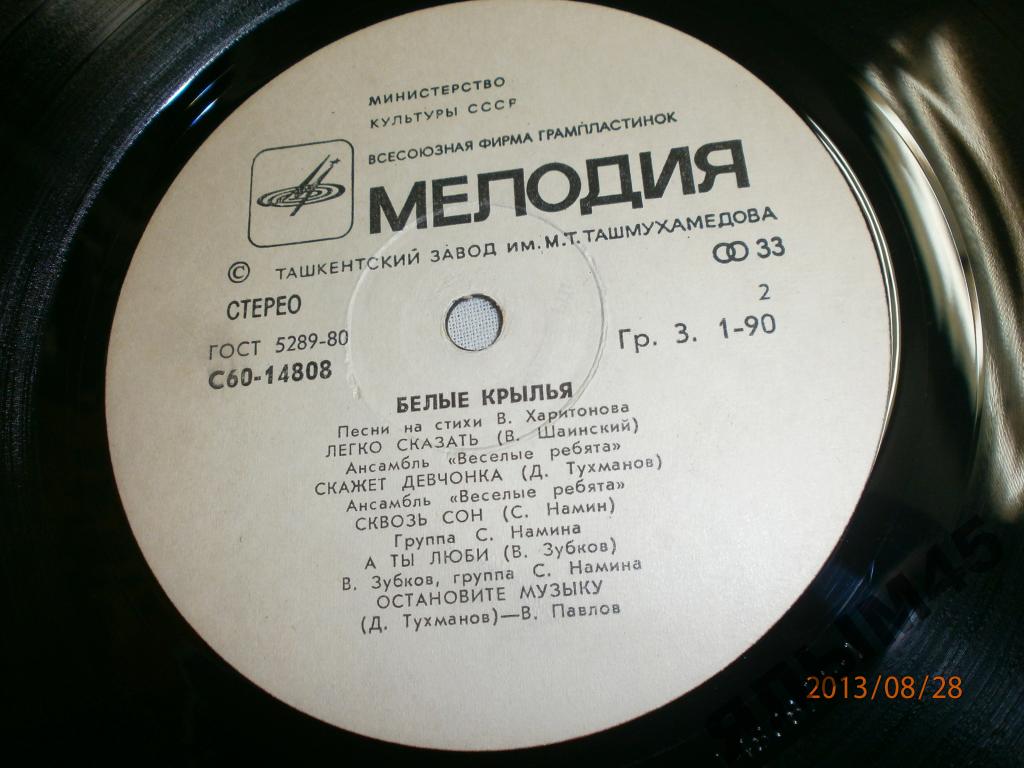 МИНИСТЕРСТВО
КУЛЬТУРЫ СССР
ВСЕСОЮЗНАЯ ФИРМА ГРАМПЛАСТИНОК
МЕЛОДИЯ
© ТАШКЕНТСКИЙ ЗАВОД ИМ. М.Т. ТАШМУХАМЕДОВА
СТЕРЕО
33
ГОСТ 5289-80
2
С60-14808
Гр. 3. 1-90
БЕЛЫЕ КРЫЛЬЯ
Песни на стихи В. Харитонова
ЛЕГКО СКАЗАТЬ (В. Шаинский)
Ансамбль «Веселые ребята»
СКАЖЕТ ДЕВЧОНКА (Д. Тухманов)
Ансамбль «Веселые ребята»
СКВОЗЬ СОН (С. Намин)
Группа С. Намина
А ТЫ ЛЮБИ (В. Зубков)
В. Зубков, группа С. Намина
ОСТАНОВИТЕ МУЗЫКУ
(Д. Тухманов)—В. Павлов
2013/08/28